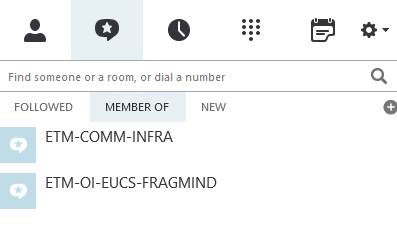 Find someone or a room, or dial a number
FOLLOWED MEMBER OF NEW
ETM-COMM-INFRA
ETM-OI-EUCS-FRAGMIND